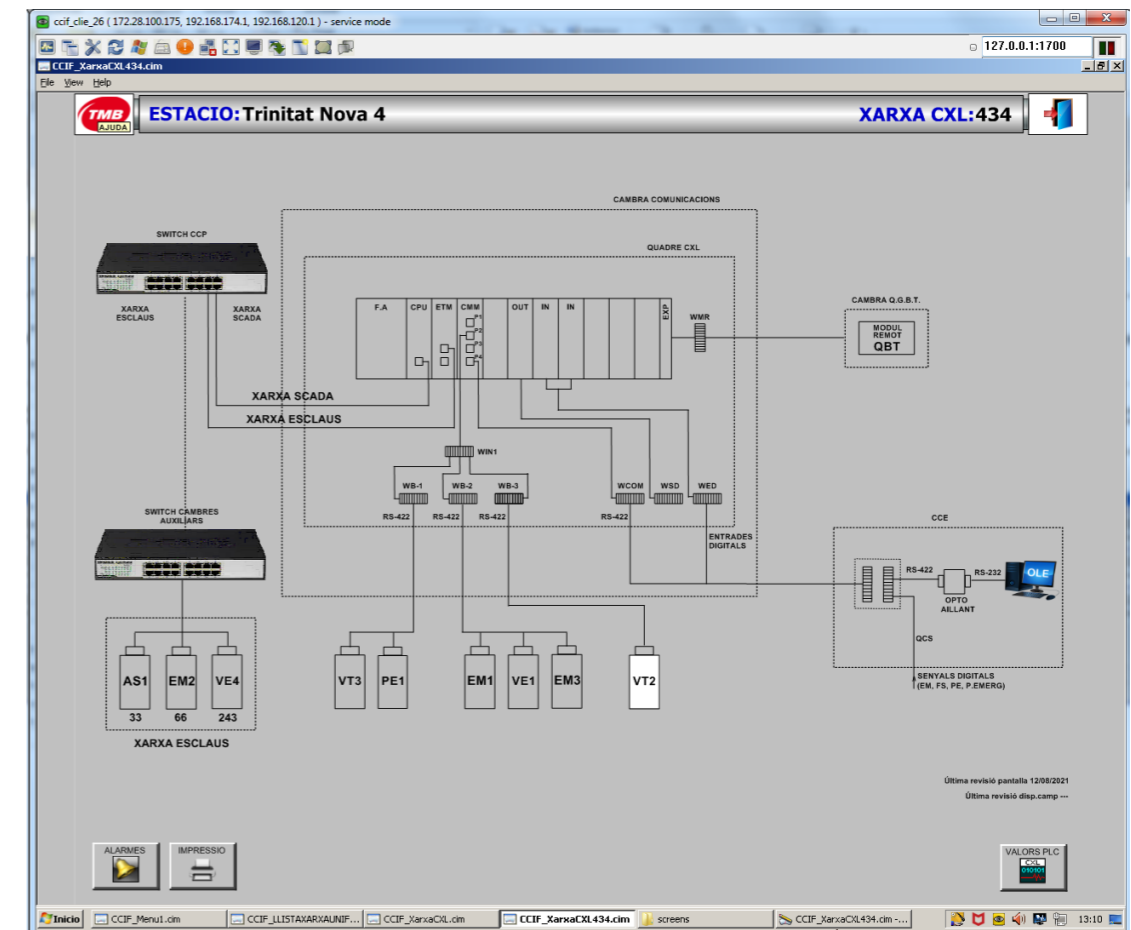 ccif_clie_26 ( 172.28.100.175, 192.168.174.1, 192.168.120.1 ) - service mode
127.0.0.1:1700
CCIF_XarxaCXL434.cim
File View Help
TMB
AJUDA
ESTACIO: Trinitat Nova 4
XARXA CXL:434
CAMBRA COMUNICACIONS
SWITCH CCP
QUADRE CXL
XARXA
ESCLAUS
XARXA
SCADA
F.A CPU ETM CMM OUT IN IN EXP
P1
P2
P3
P4
WMR
CAMBRA Q.G.B.T.
MODUL
REMOT
QBT
XARXA SCADA
XARXA ESCLAUS
WIN1
WB-1 WB-2 WB-3 WCOM WSD WED
RS-422 RS-422 RS-422 RS-422
SWITCH CAMBRES
AUXILIARS
ENTRADES
DIGITALS
CCE
RS-422
RS-232
OLE
OPTO
AILLANT
QCS
SENYALS DIGITALS
(EM, FS, PE, P.EMERG)
AS1 EM2 VE4
33 66 243
XARXA ESCLAUS
VT3 PE1 EM1 VE1 EM3 VT2
Última revisió pantalla 12/08/2021
Última revisió disp.camp ---
ALARMES
IMPRESSIO
VALORS PLC
CXL
010101
Inicio
CCIF_Menu1.cim
CCIF_LLISTAXARXAUNIF...
CCIF_XarxaCXL.cim
CCIF_XarxaCXL434.cim
screens
CCIF_XarxaCXL434.cim -...
13:10